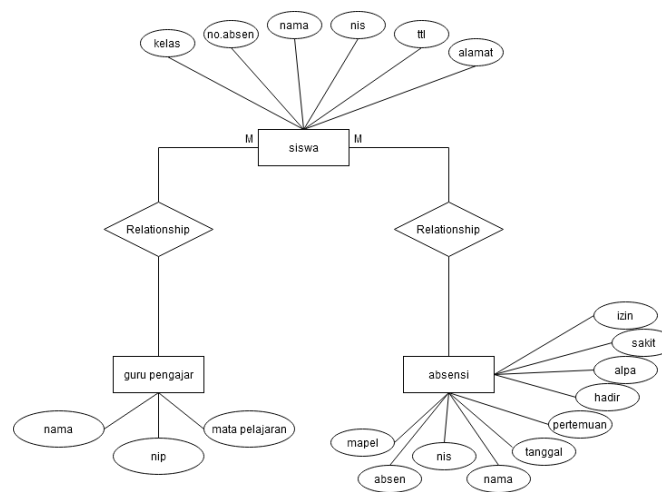 kelas
no.absen
nama
nis
ttl
alamat
M
siswa
M
Relationship
Relationship
guru pengajar
absensi
nama
nip
mata pelajaran
izin
sakit
alpa
hadir
pertemuan
tanggal
nama
nis
absen
mapel